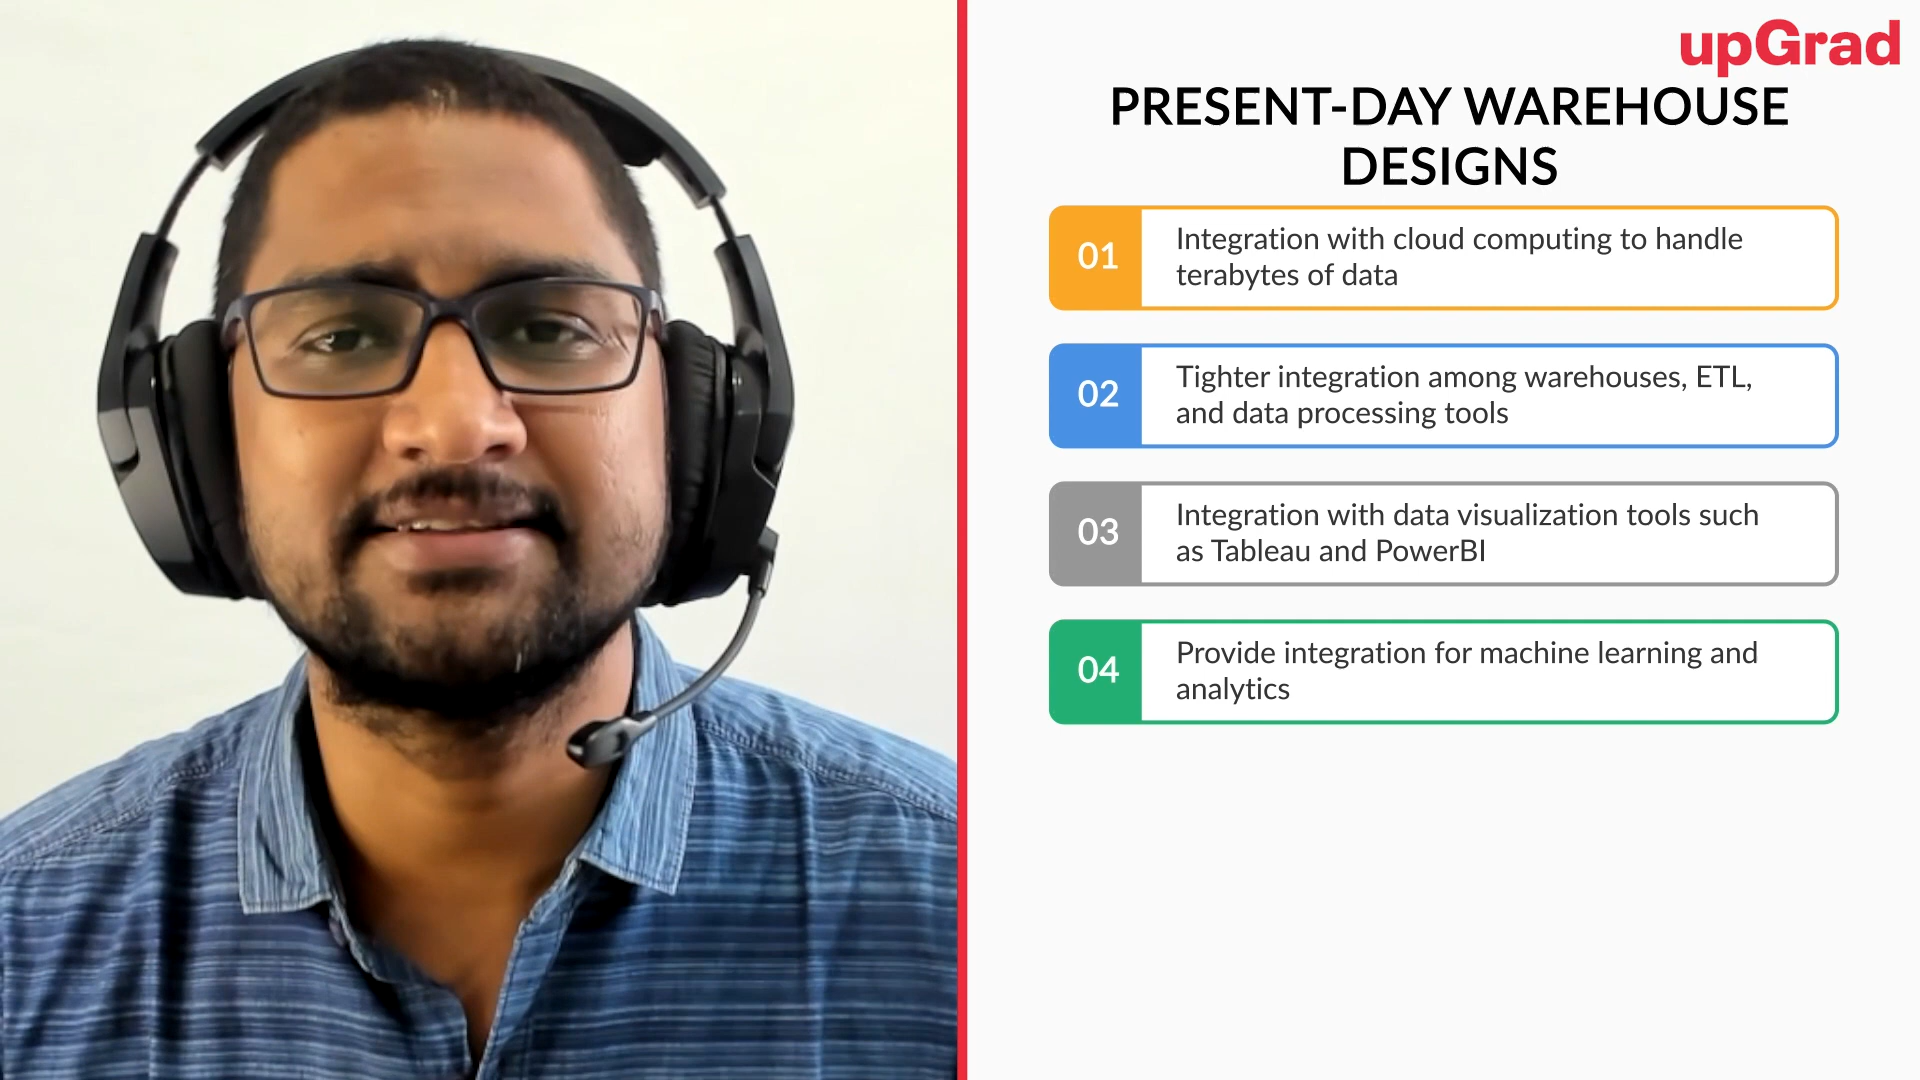 upGrad
PRESENT-DAY WAREHOUSE
DESIGNS
01
Integration with cloud computing to handle
terabytes of data
02
Tighter integration among warehouses, ETL,
and data processing tools
03
Integration with data visualization tools such
as Tableau and PowerBI
04
Provide integration for machine learning and
analytics